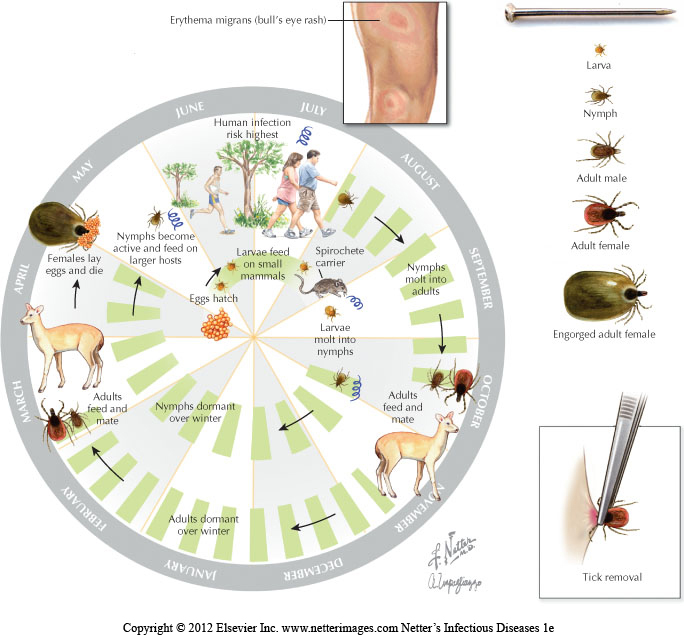 Erythema migrans (bull's eye rash)
Larva
Nymph
Adult male
Adult female
Engorged adult female
Tick removal
JUNE
JULY
MAY
AUGUST
APRIL
SEPTEMBER
MARCH
OCTOBER
FEBRUARY
NOVEMBER
JANUARY
DECEMBER
Human infection
risk highest
Nymphs become
active and feed on
larger hosts
Females lay
eggs and die
Larvae feed
on small
mammals
Spirochete
carrier
Eggs hatch
Nymphs
molt into
adults
Larvae
molt into
nymphs
Adults
feed and
mate
Nymphs dormant
over winter
Adults
feed and
mate
Adults dormant
over winter
F. Netter
M.D.
Copyright © 2012 Elsevier Inc. www.netterimages.com Netter's Infectious Diseases 1e